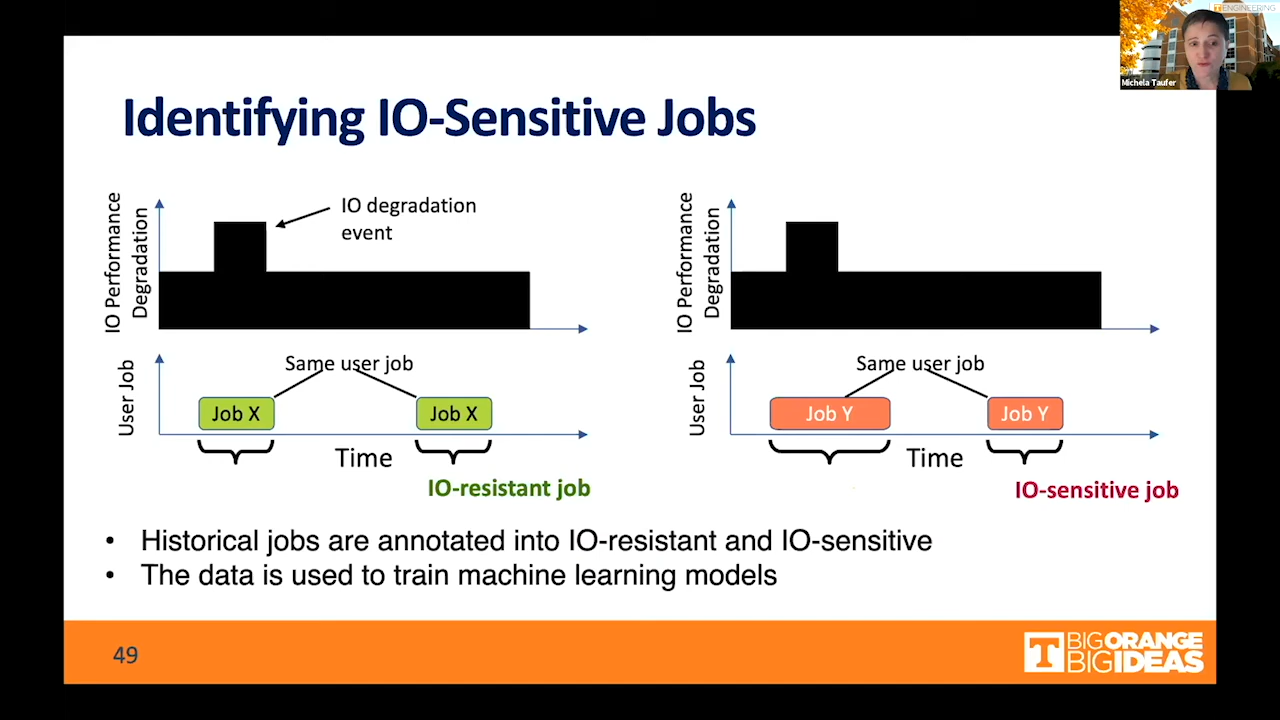 T ENGINEERING
Michela Taufer
Identifying IO-Sensitive Jobs
IO Performance
Degradation
IO degradation
event
User Job
Same user job
Job X
Job X
Time
IO-resistant job
IO Performance
Degradation
User Job
Same user job
Job Y
Job Y
Time
IO-sensitive job
• Historical jobs are annotated into IO-resistant and IO-sensitive
• The data is used to train machine learning models
49
T
BIG ORANGE
BIG IDEAS